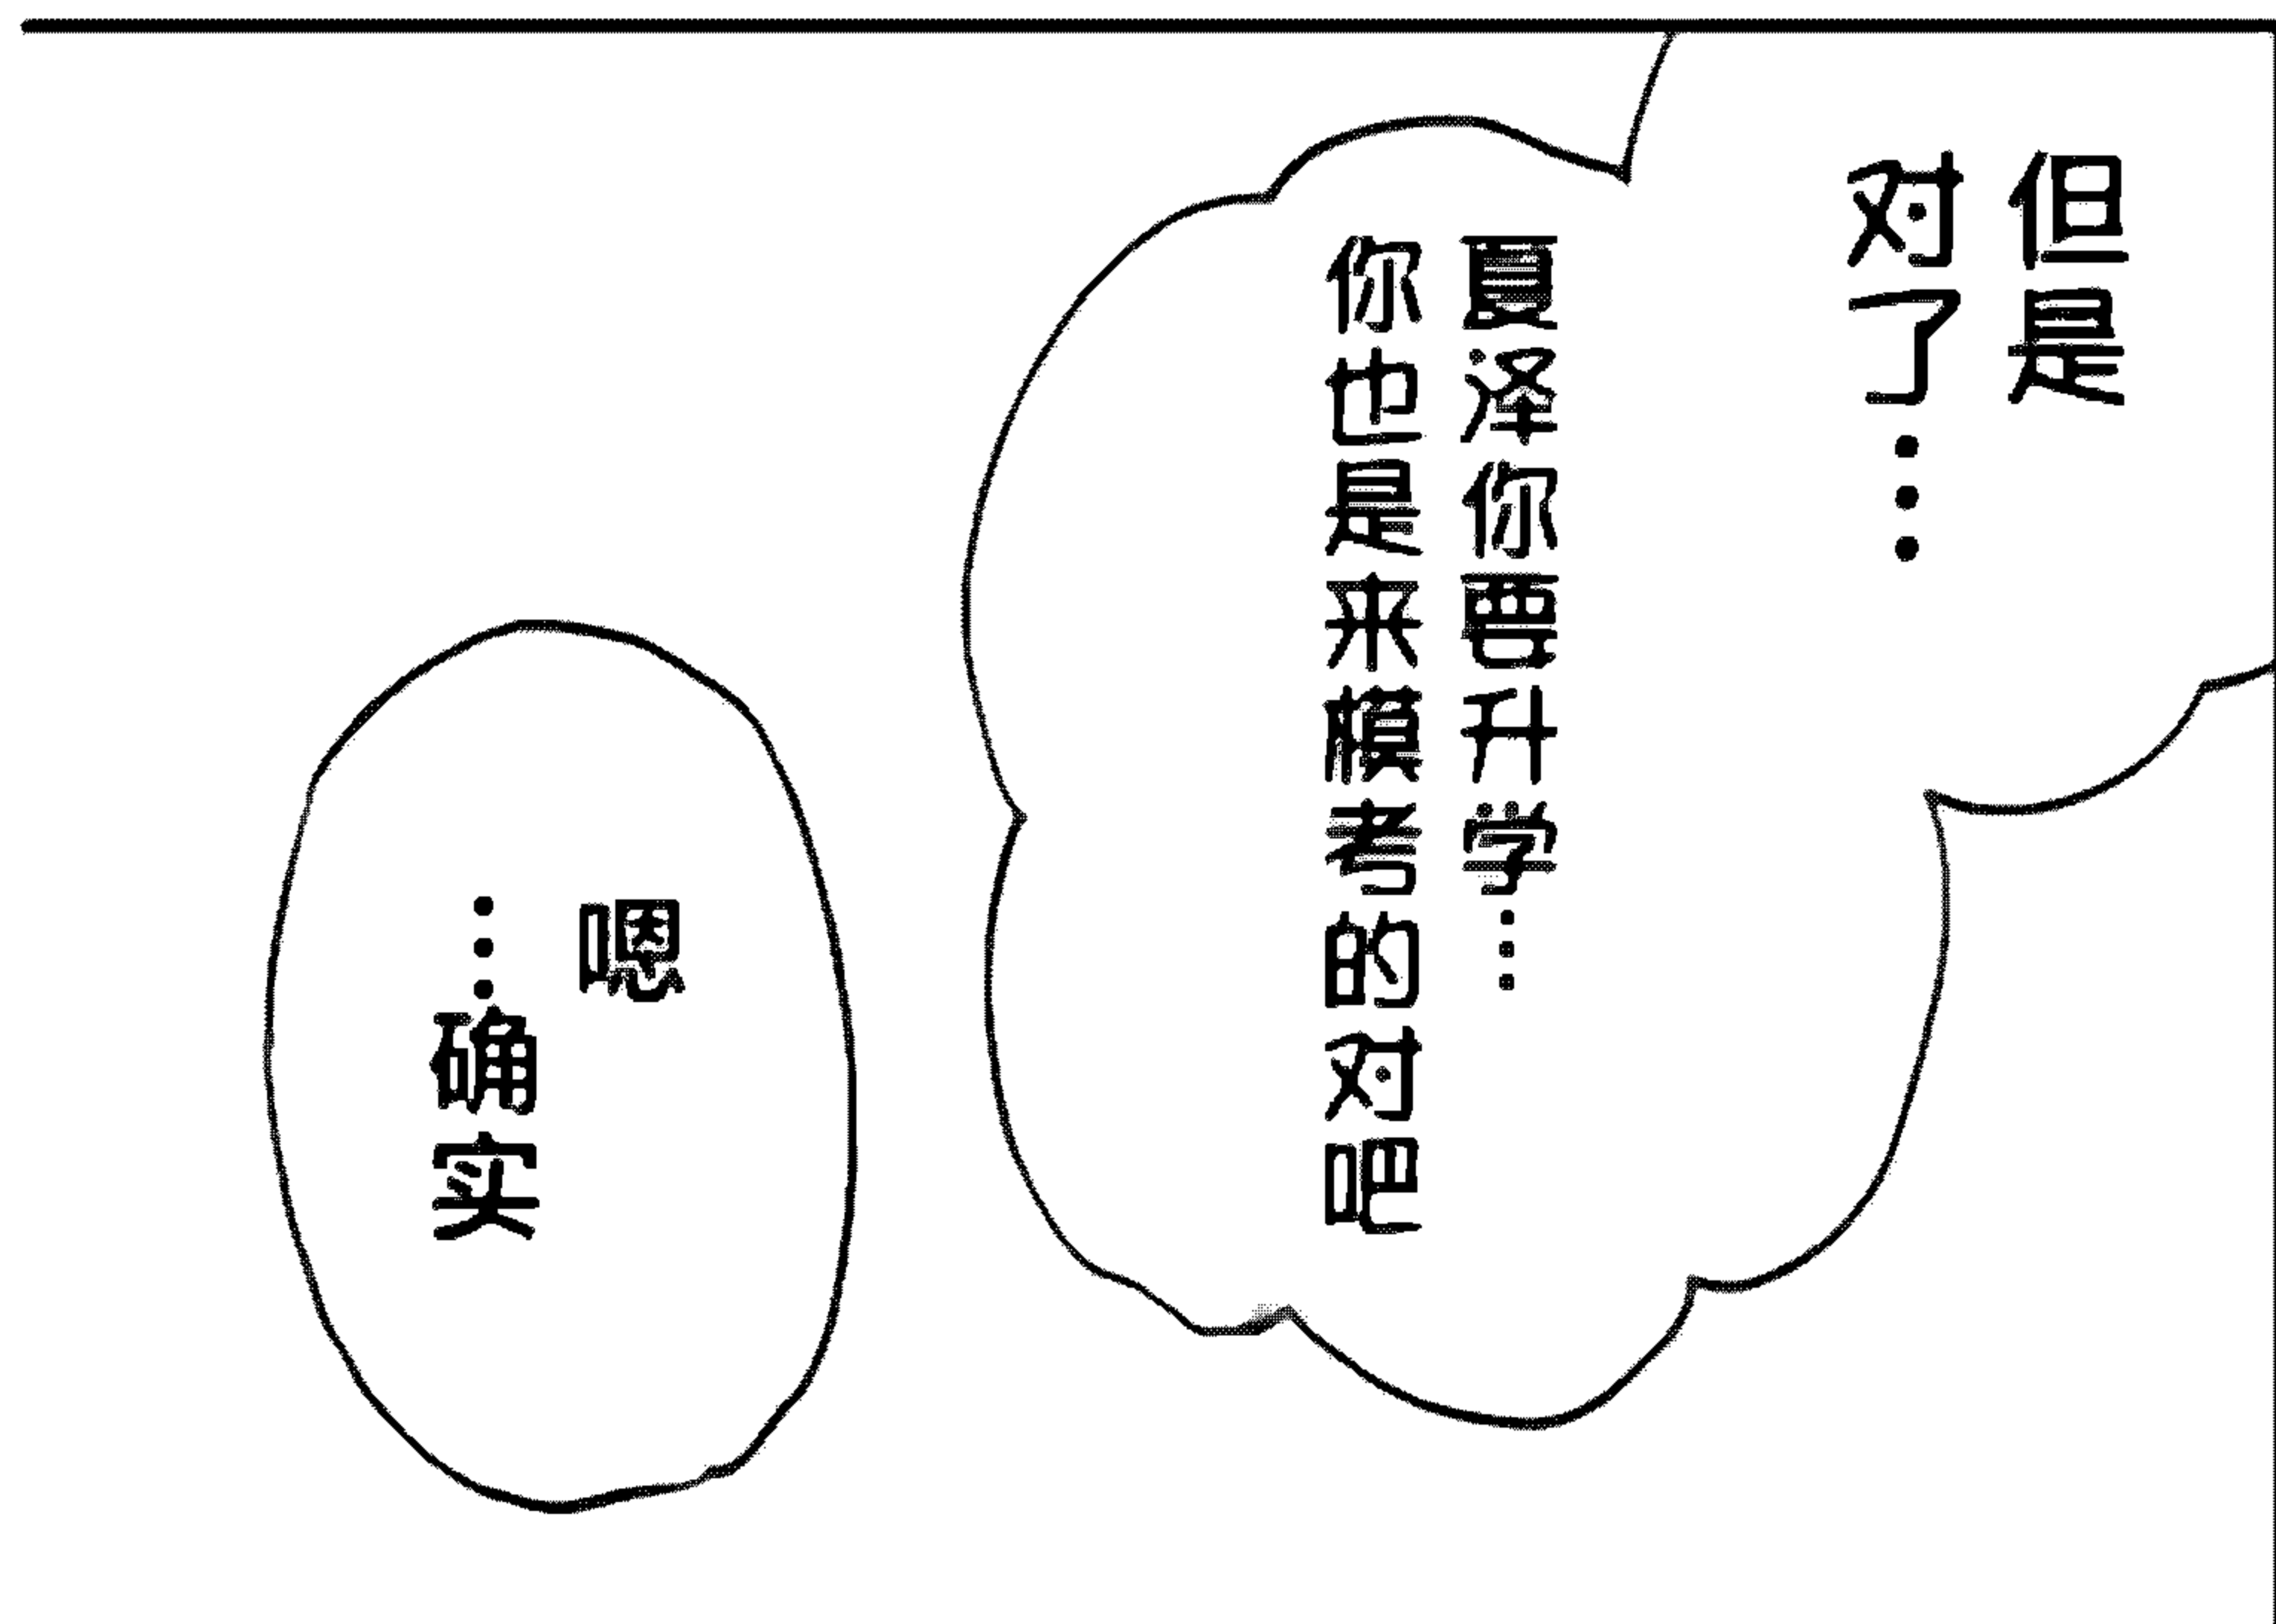 但是
对了…
夏泽你要升学…
你也是来模考的对吧
嗯
…确实